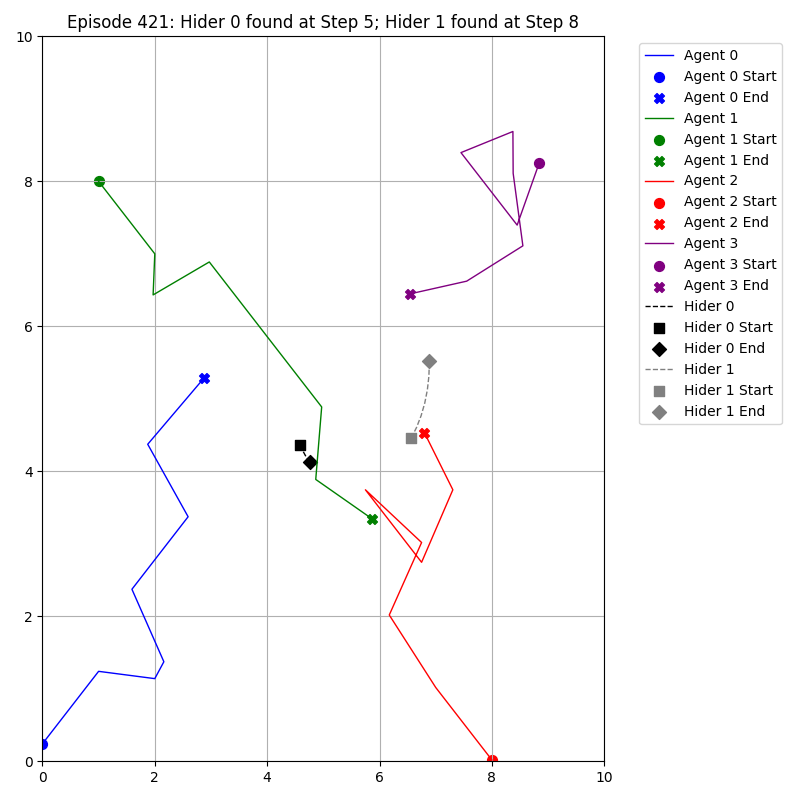 Episode 421: Hider 0 found at Step 5; Hider 1 found at Step 8
10
8
6
4
2
0
0 2 4 6 8 10
Agent 0
Agent 0 Start
Agent 0 End
Agent 1
Agent 1 Start
Agent 1 End
Agent 2
Agent 2 Start
Agent 2 End
Agent 3
Agent 3 Start
Agent 3 End
Hider 0
Hider 0 Start
Hider 0 End
Hider 1
Hider 1 Start
Hider 1 End